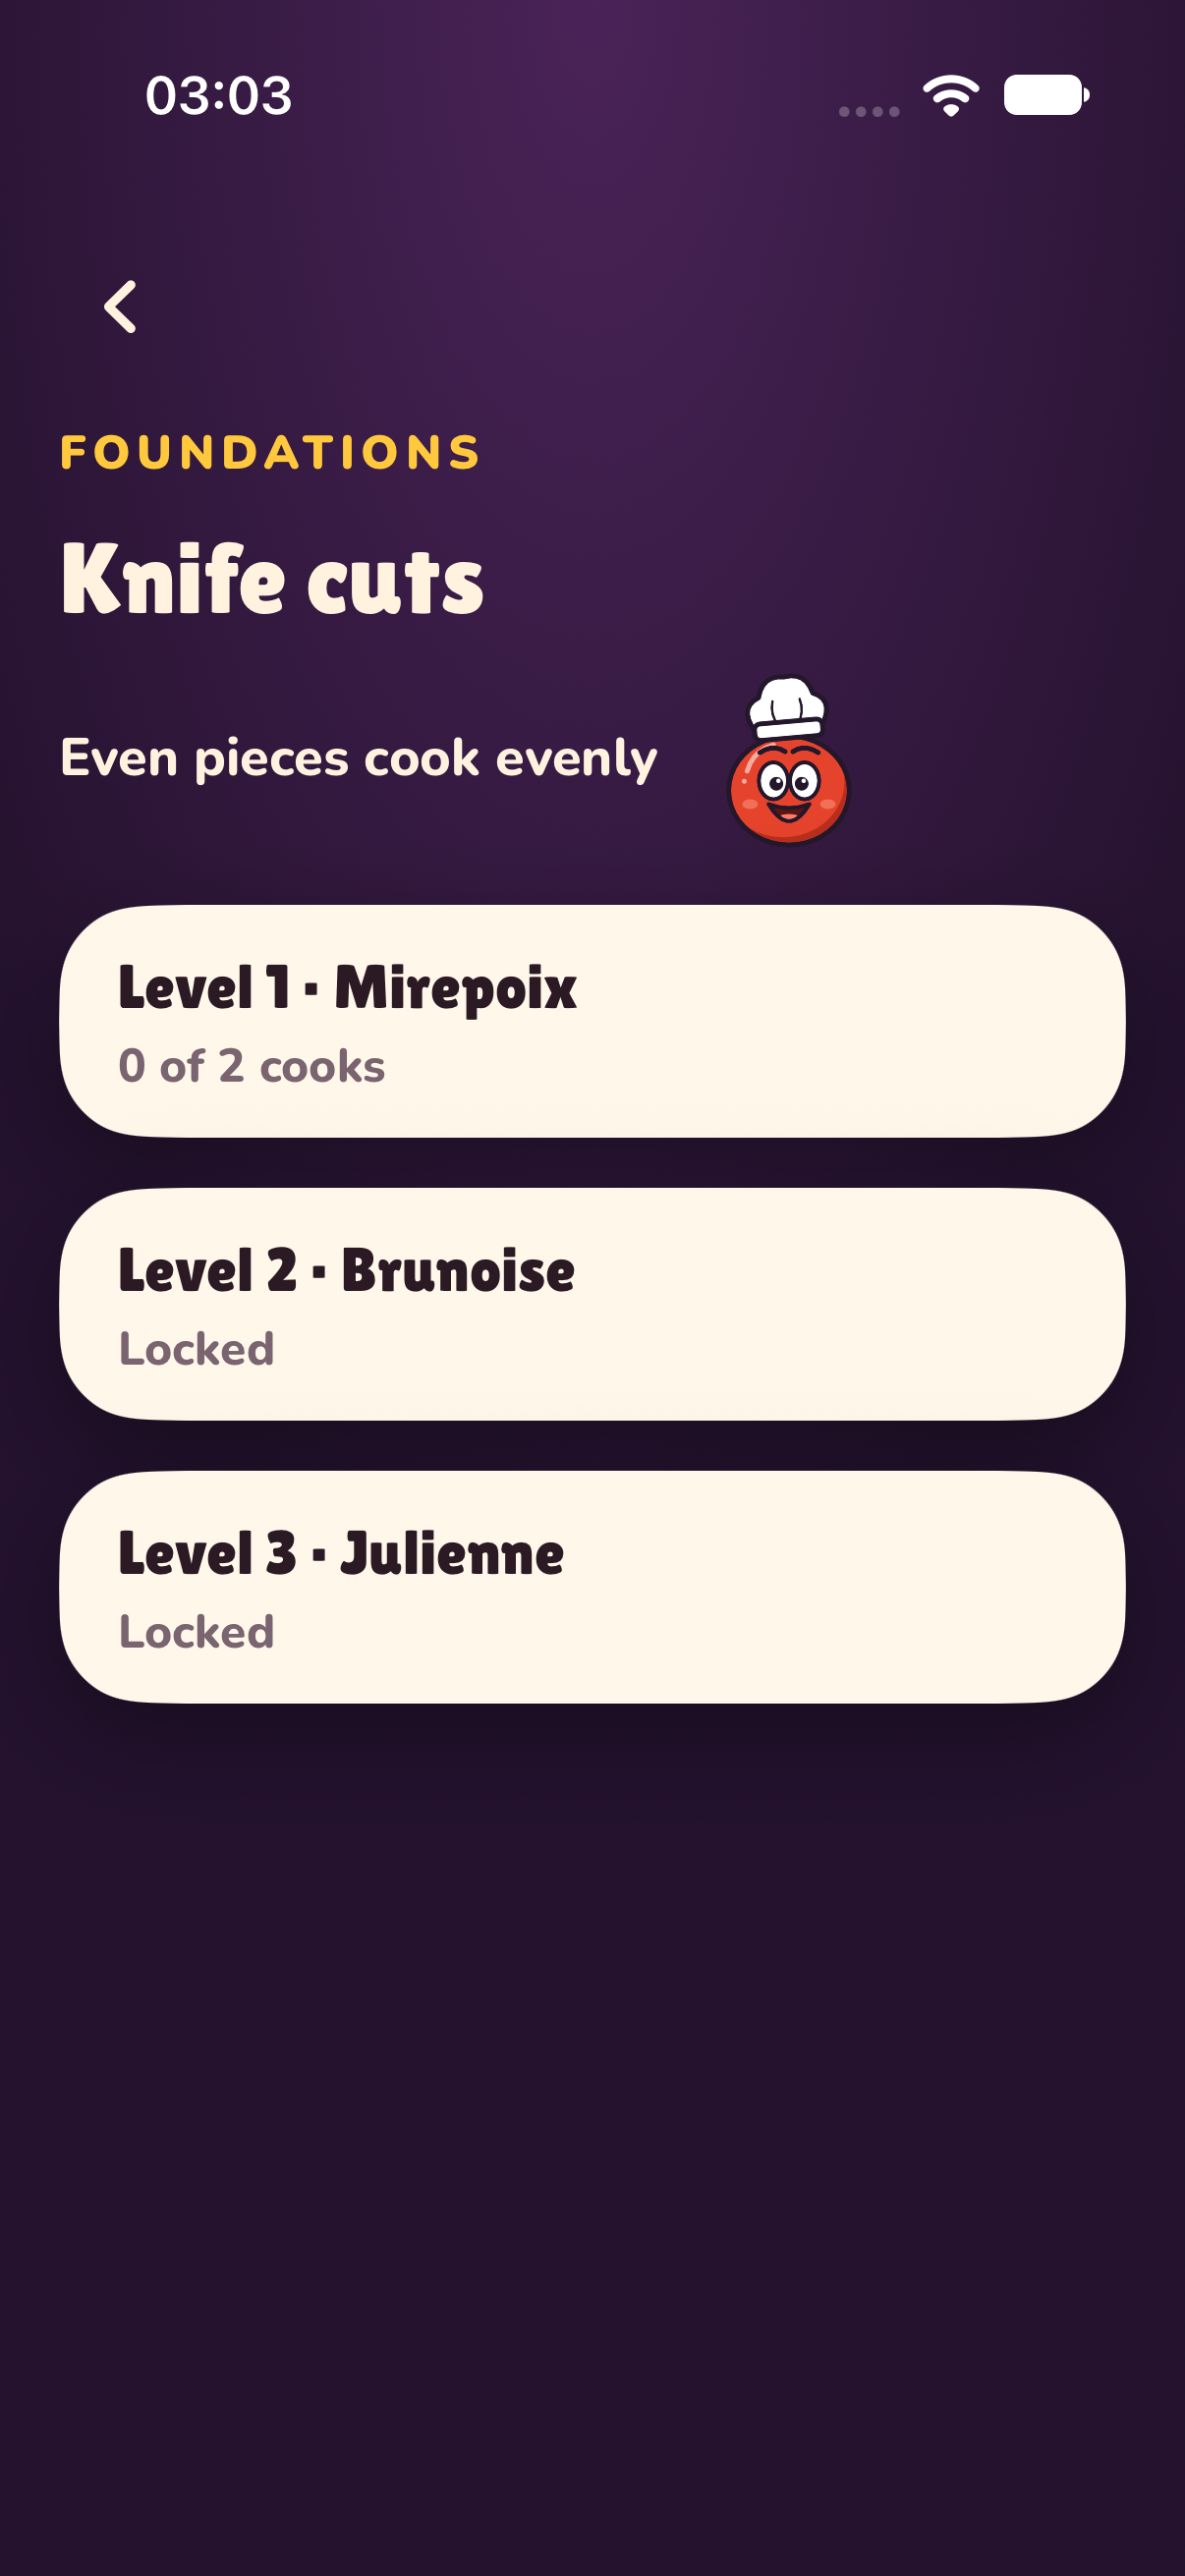 03:03
FOUNDATIONS
Knife cuts
Even pieces cook evenly
Level 1 · Mirepoix
0 of 2 cooks
Level 2 · Brunoise
Locked
Level 3 · Julienne
Locked